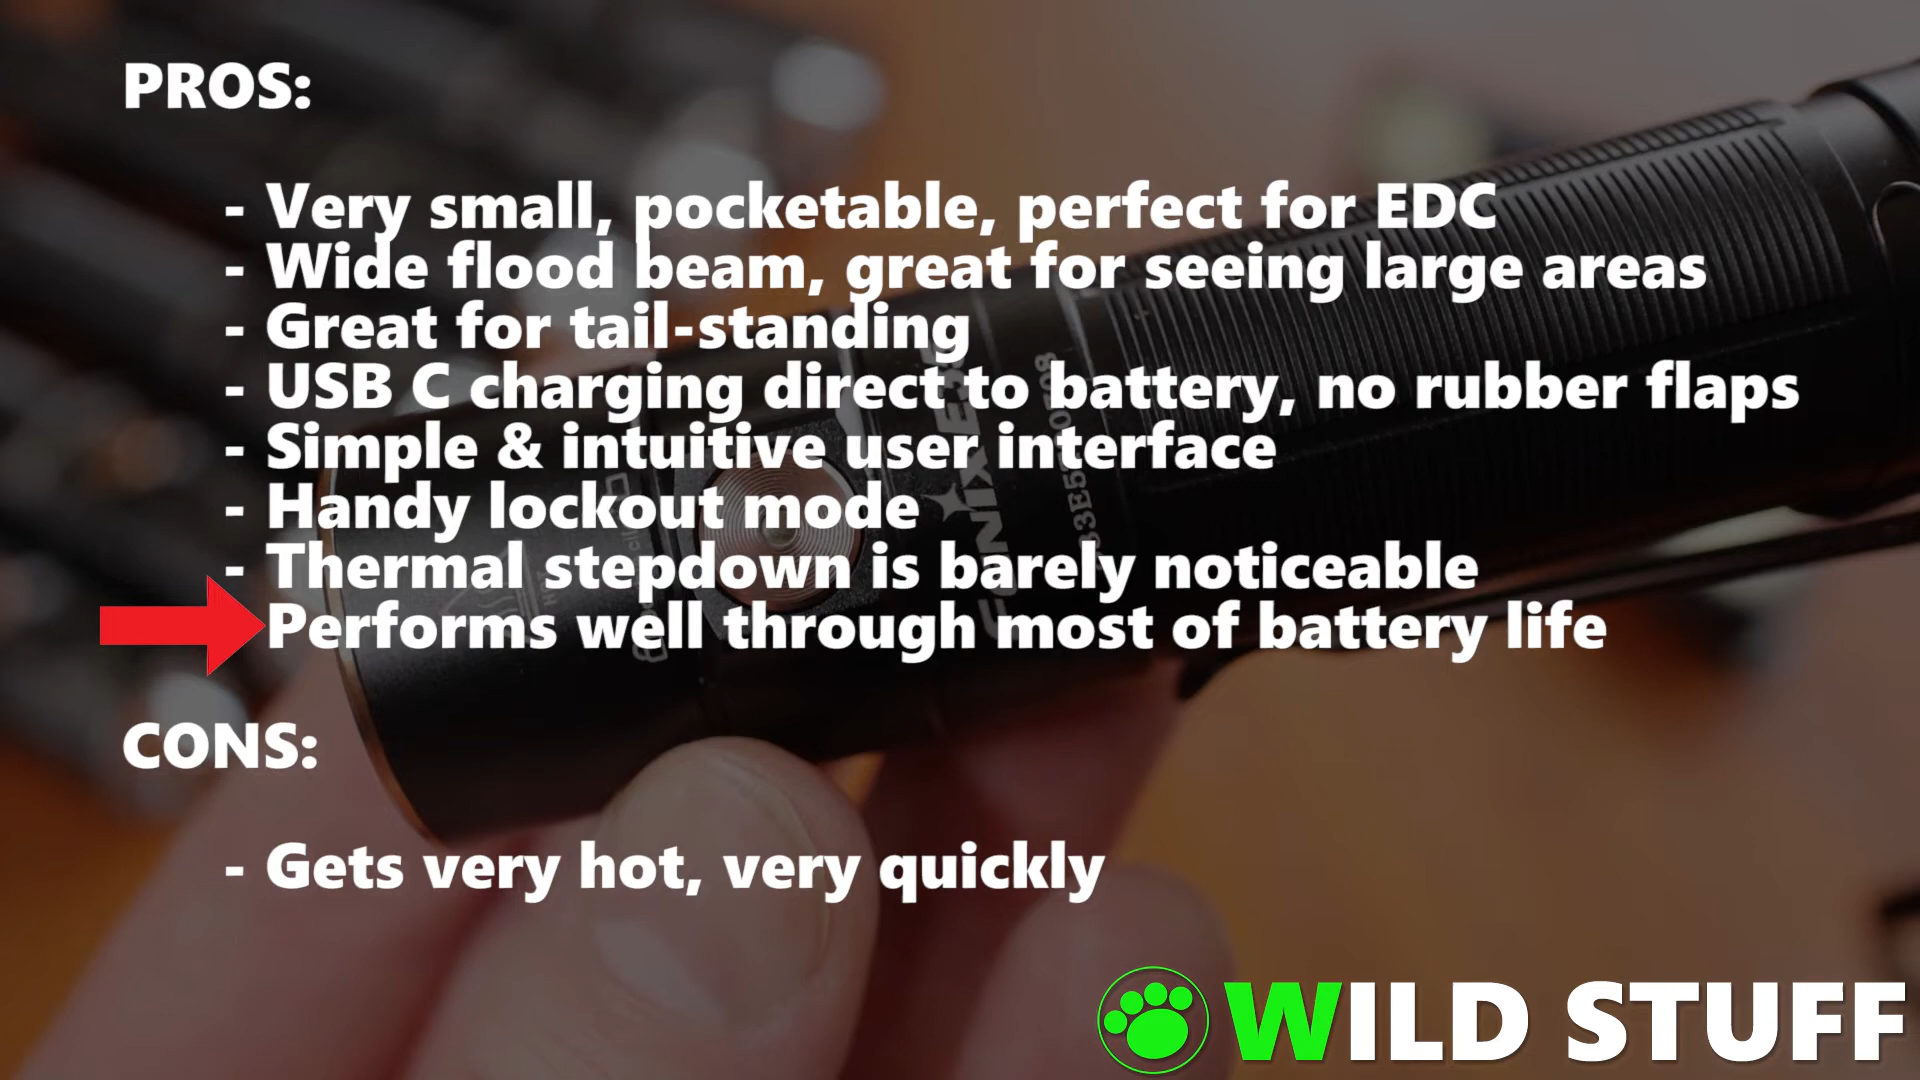 PROS:
- Very small, pocketable, perfect for EDC
- Wide flood beam, great for seeing large areas
- Great for tail-standing
- USB C charging direct to battery, no rubber flaps
- Simple & intuitive user interface
- Handy lockout mode
- Thermal stepdown is barely noticeable
Performs well through most of battery life
CONS:
- Gets very hot, very quickly
WILD STUFF